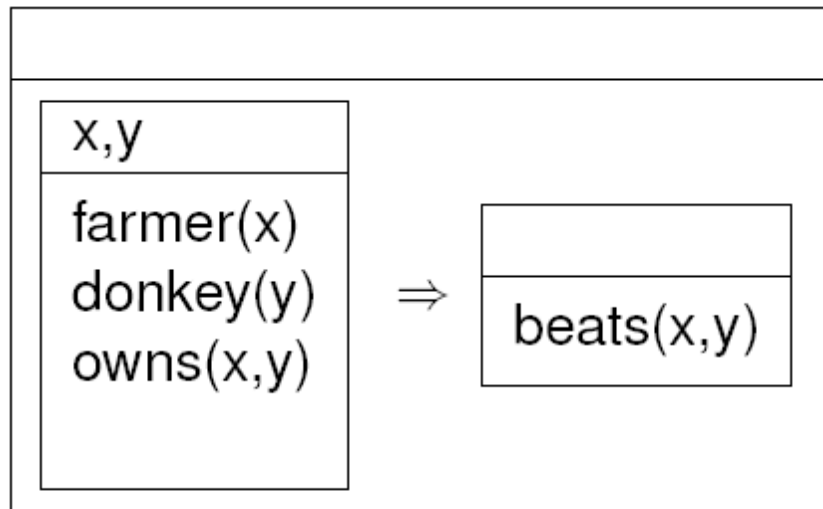 x,y
farmer(x)
donkey(y)
owns(x,y)
⇒
beats(x,y)